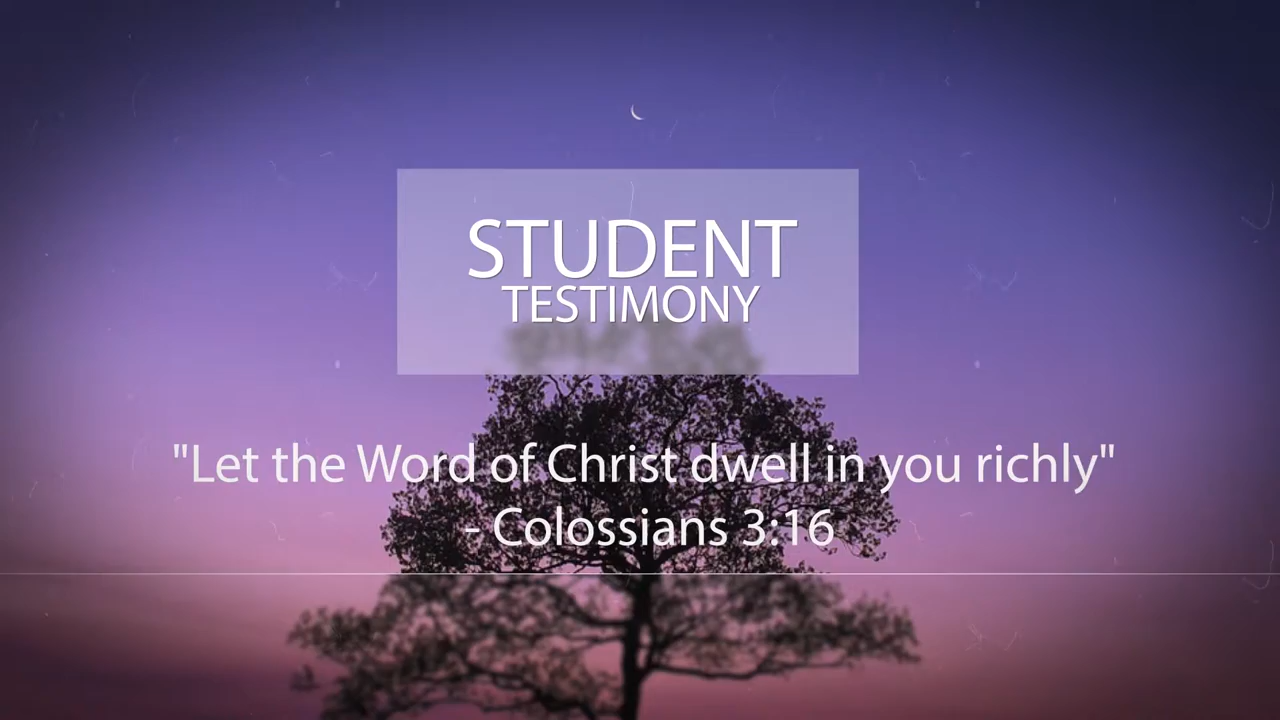 STUDENT
TESTIMONY
"Let the Word of Christ dwell in you richly"
- Colossians 3:16